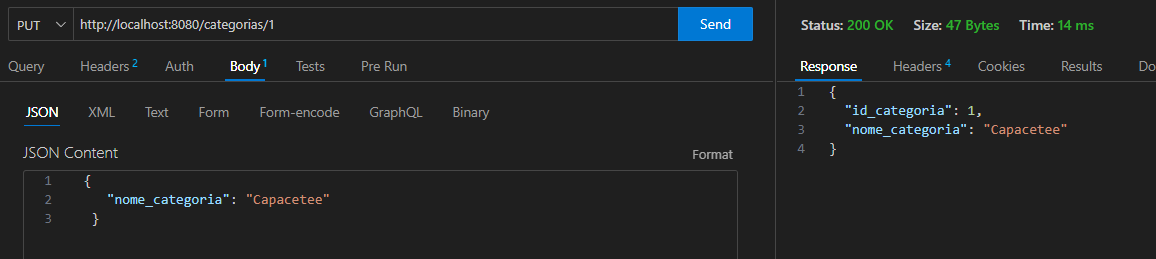 PUT http://localhost:8080/categorias/1 Send
Query Headers 2 Auth Body 1 Tests Pre Run
JSON XML Text Form Form-encode GraphQL Binary
JSON Content Format
1 {
2 "nome_categoria": "Capacetee"
3 }
Status: 200 OK Size: 47 Bytes Time: 14 ms
Response Headers 4 Cookies Results Do
1 {
2 "id_categoria": 1,
3 "nome_categoria": "Capacetee"
4 }